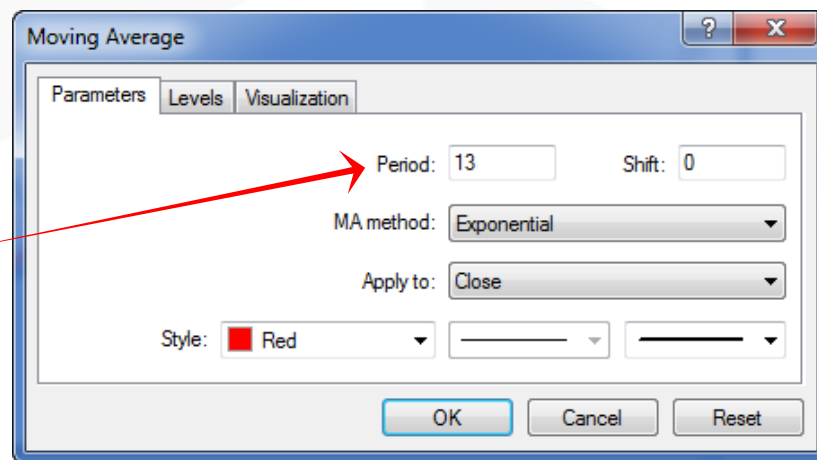 Moving Average
?
Parameters Levels Visualization
Period: 13 Shift: 0
MA method: Exponential
Apply to: Close
Style: Red
OK Cancel Reset